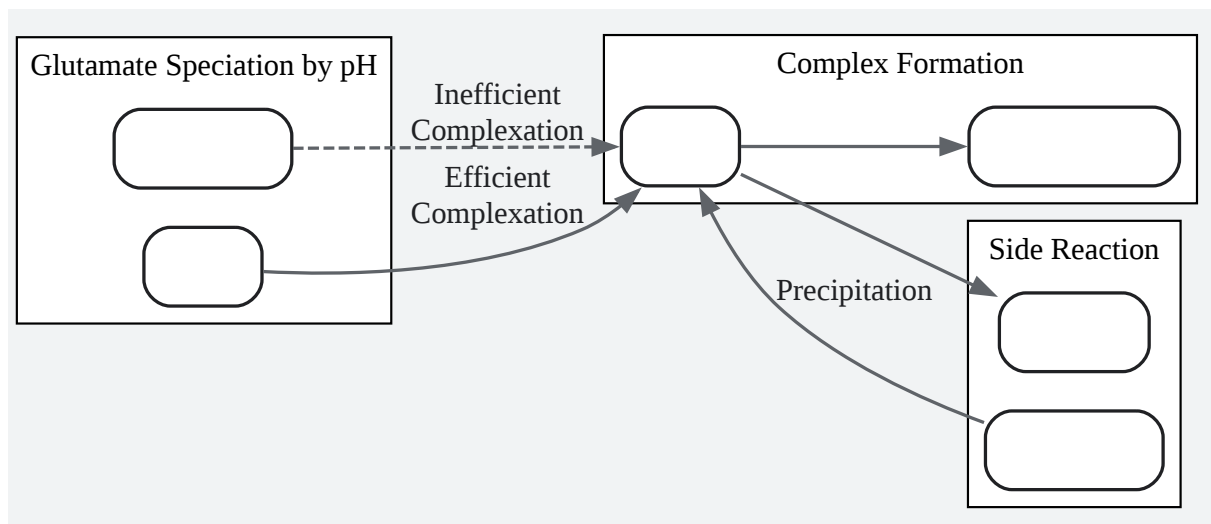 Glutamate Speciation by pH
Inefficient
Complexation
Efficient
Complexation
Complex Formation
Side Reaction
Precipitation